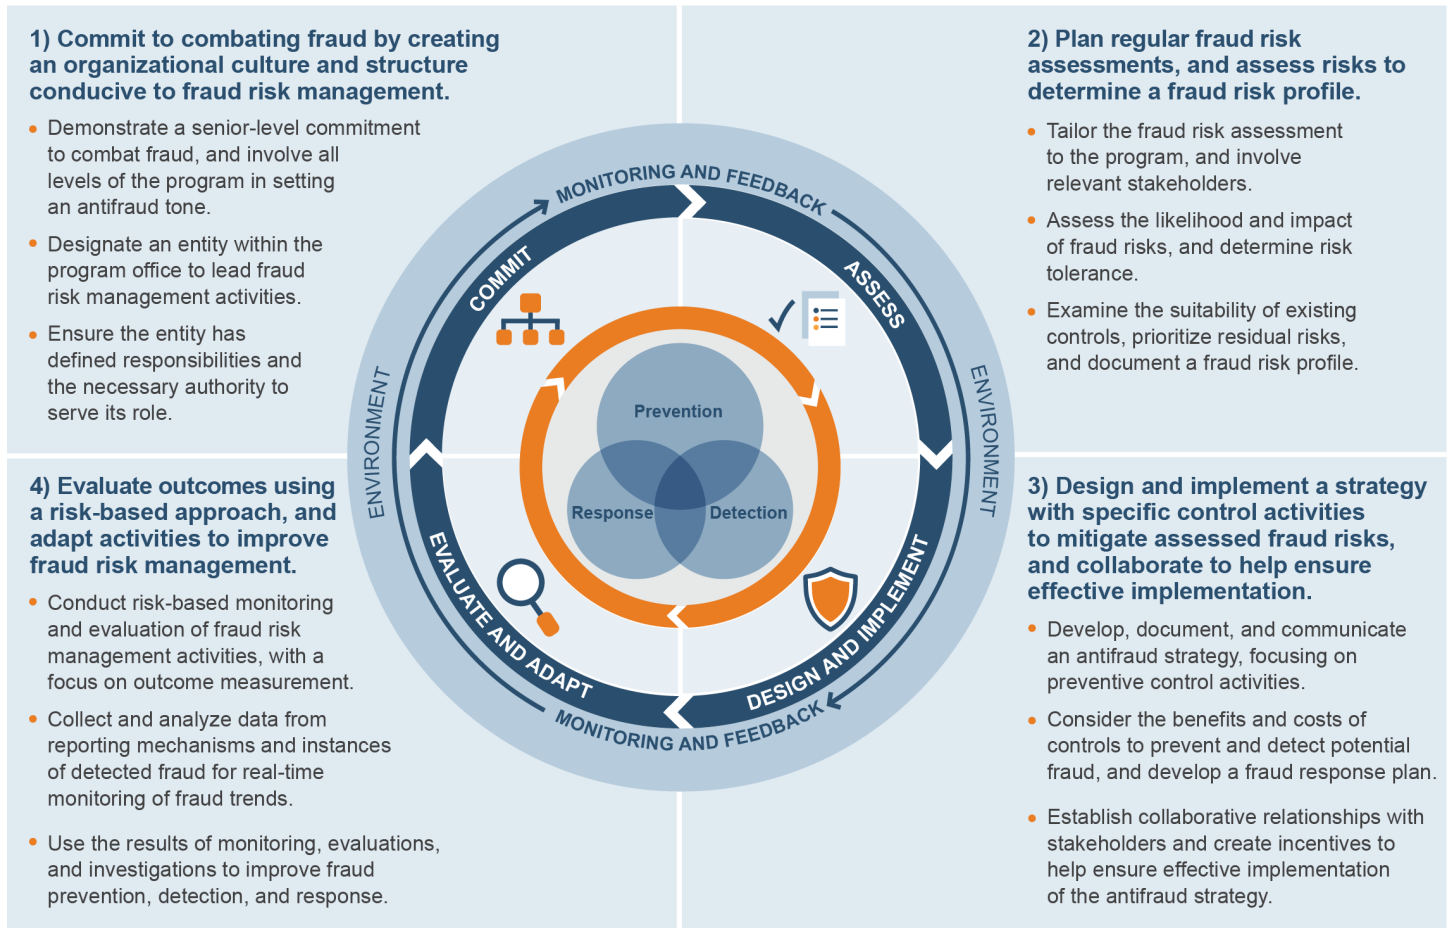 1) Commit to combating fraud by creating
an organizational culture and structure
conducive to fraud risk management.
Demonstrate a senior-level commitment
to combat fraud, and involve all
levels of the program in setting
an antifraud tone.
Designate an entity within the
program office to lead fraud
risk management activities.
Ensure the entity has
defined responsibilities and
the necessary authority to
serve its role.
2) Plan regular fraud risk
assessments, and assess risks to
determine a fraud risk profile.
Tailor the fraud risk assessment
to the program, and involve
relevant stakeholders.
Assess the likelihood and impact
of fraud risks, and determine risk
tolerance.
Examine the suitability of existing
controls, prioritize residual risks,
and document a fraud risk profile.
MONITORING AND FEEDBACK
COMMIT
ASSESS
ENVIRONMENT
ENVIRONMENT
Prevention
Response
Detection
EVALUATE AND ADAPT
DESIGN AND IMPLEMENT
MONITORING AND FEEDBACK
4) Evaluate outcomes using
a risk-based approach, and
adapt activities to improve
fraud risk management.
Conduct risk-based monitoring
and evaluation of fraud risk
management activities, with a
focus on outcome measurement.
Collect and analyze data from
reporting mechanisms and instances
of detected fraud for real-time
monitoring of fraud trends.
Use the results of monitoring, evaluations,
and investigations to improve fraud
prevention, detection, and response.
3) Design and implement a strategy
with specific control activities
to mitigate assessed fraud risks,
and collaborate to help ensure
effective implementation.
Develop, document, and communicate
an antifraud strategy, focusing on
preventive control activities.
Consider the benefits and costs of
controls to prevent and detect potential
fraud, and develop a fraud response plan.
Establish collaborative relationships with
stakeholders and create incentives to
help ensure effective implementation
of the antifraud strategy.